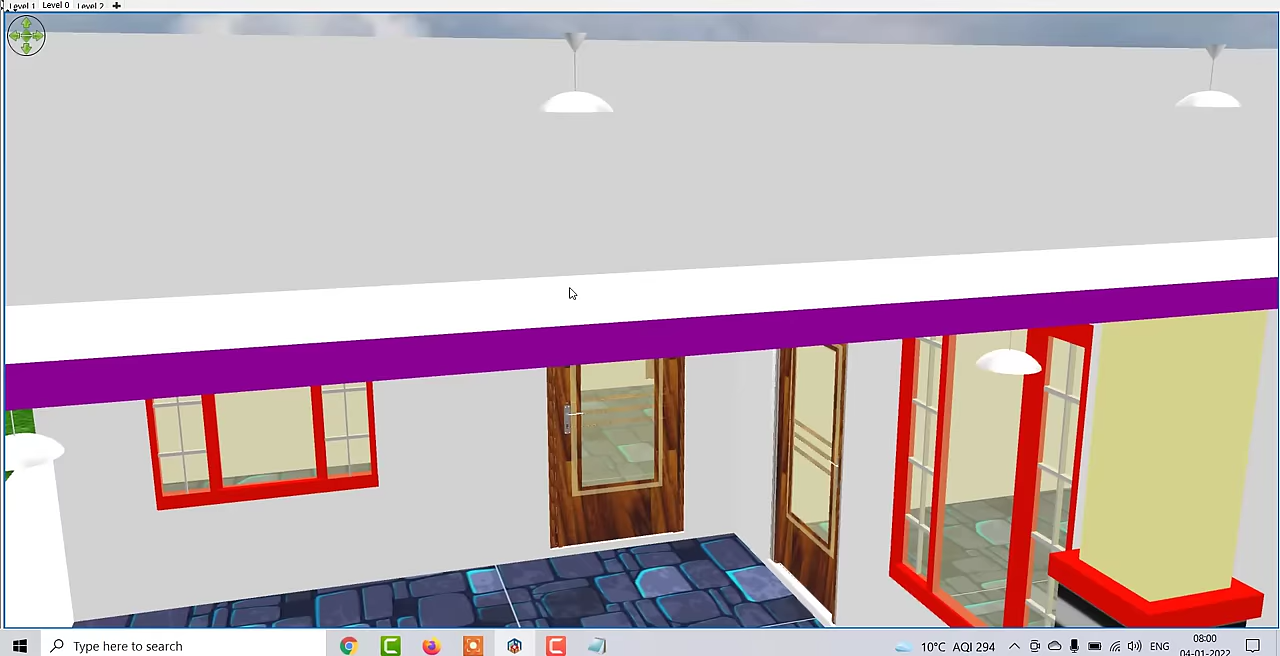 Level 1 Level 0 Level 2
Type here to search
10°C AQI 294
ENG
08:00
04-01-2022